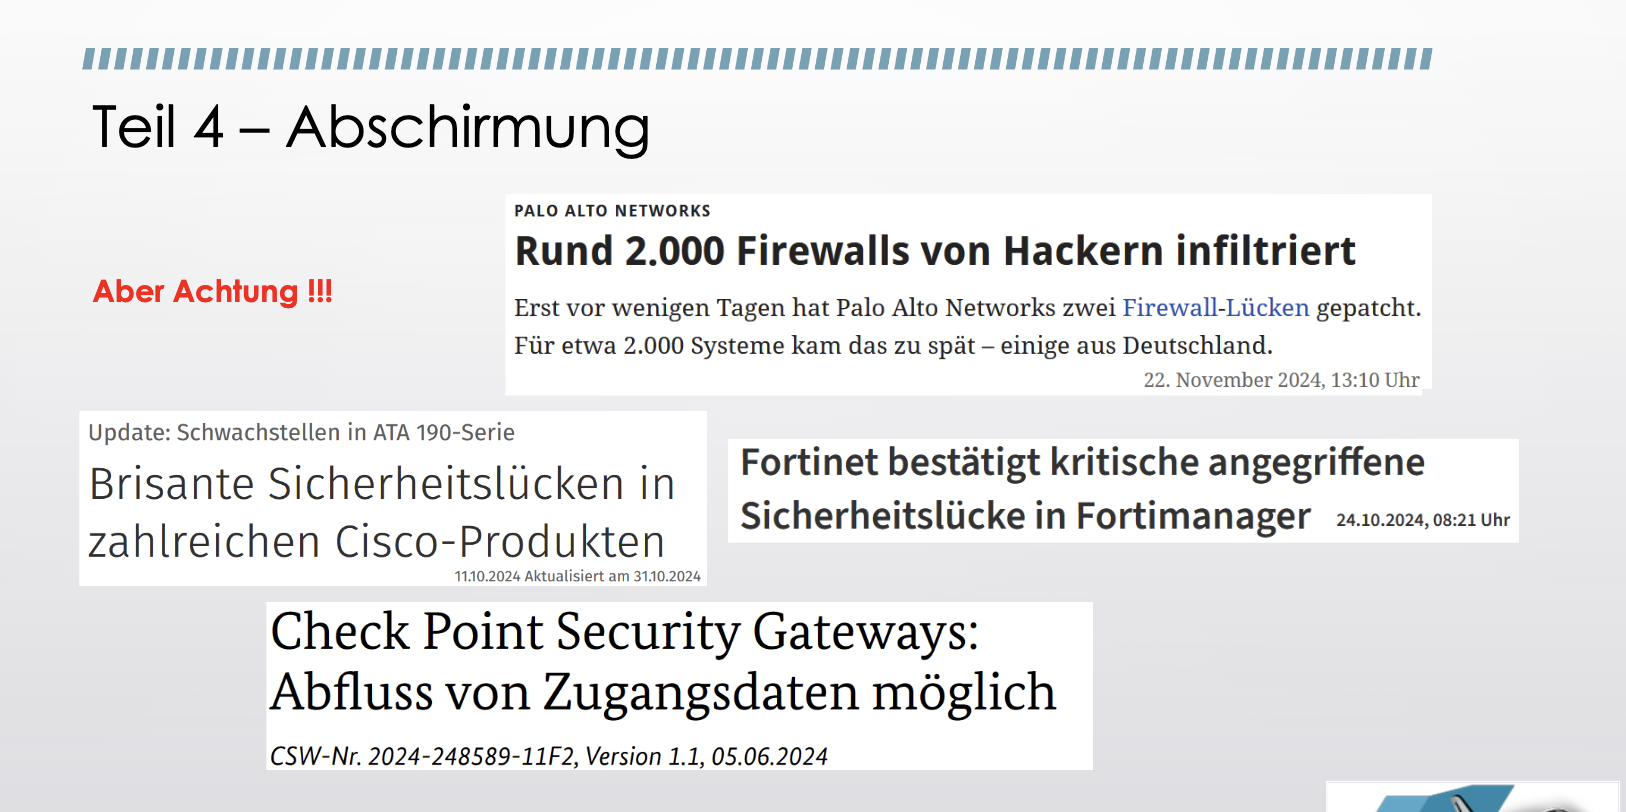 Teil 4 – Abschirmung
PALO ALTO NETWORKS
Rund 2.000 Firewalls von Hackern infiltriert
Aber Achtung !!!
Erst vor wenigen Tagen hat Palo Alto Networks zwei Firewall-Lücken gepatcht.
Für etwa 2.000 Systeme kam das zu spät – einige aus Deutschland.
22. November 2024, 13:10 Uhr
Update: Schwachstellen in ATA 190-Serie
Brisante Sicherheitslücken in
zahlreichen Cisco-Produkten
11.10.2024 Aktualisiert am 31.10.2024
Fortinet bestätigt kritische angegriffene
Sicherheitslücke in Fortimanager 24.10.2024, 08:21 Uhr
Check Point Security Gateways:
Abfluss von Zugangsdaten möglich
CSW-Nr. 2024-248589-11F2, Version 1.1, 05.06.2024